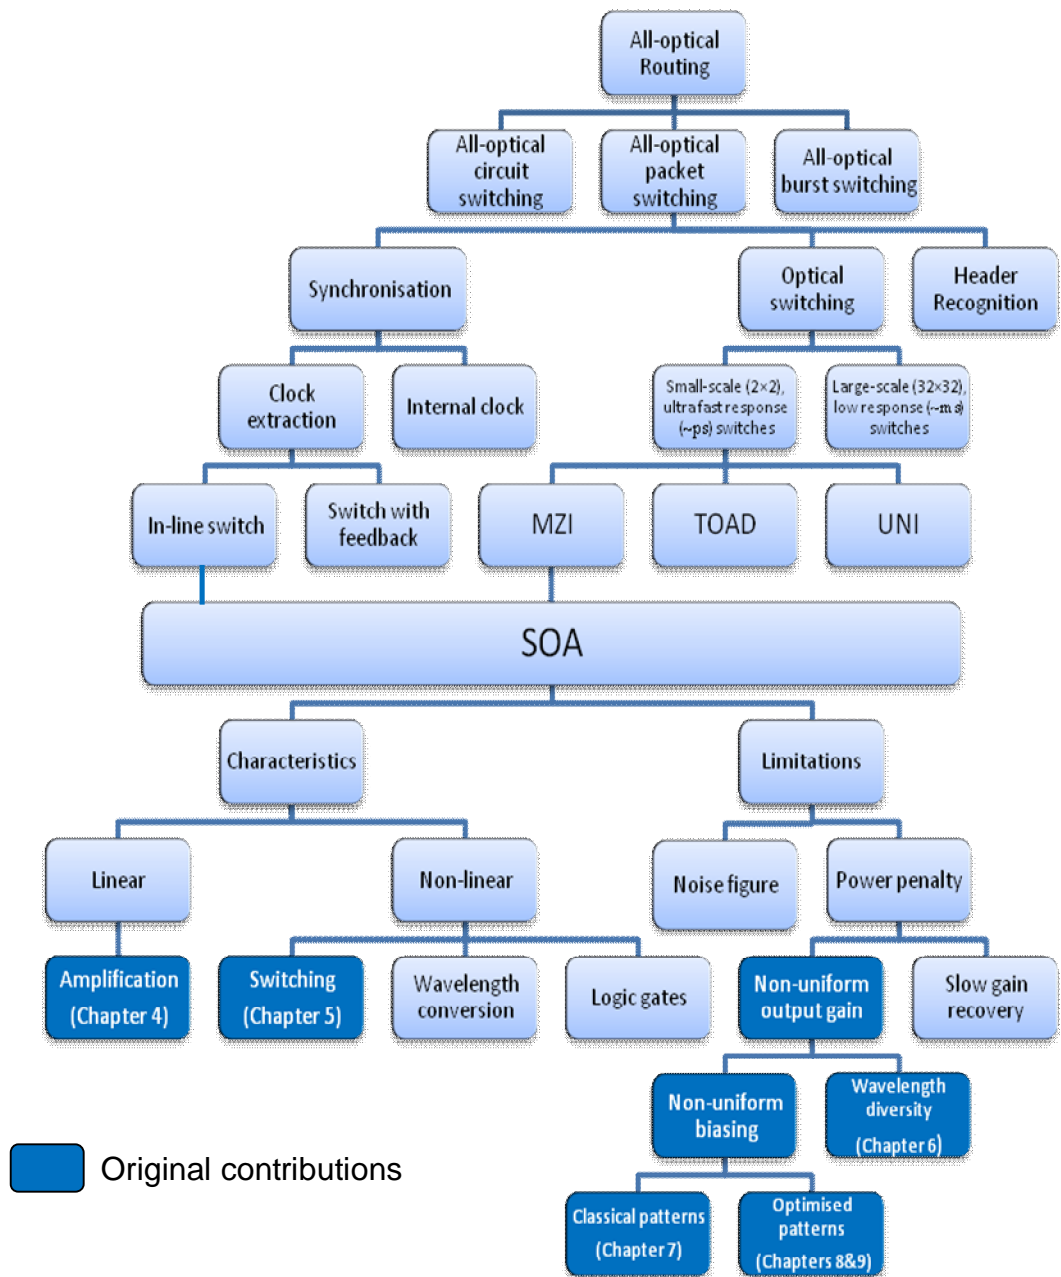 All-optical
Routing
All-optical
circuit
switching
All-optical
packet
switching
All-optical
burst switching
Synchronisation
Optical
switching
Header
Recognition
Clock
extraction
Internal clock
Small-scale (2×2),
ultrafast response
(~ps) switches
Large-scale (32×32),
low response (~ms)
switches
In-line switch
Switch with
feedback
MZI
TOAD
UNI
SOA
Characteristics
Limitations
Linear
Non-linear
Noise figure
Power penalty
Amplification
(Chapter 4)
Switching
(Chapter 5)
Wavelength
conversion
Logic gates
Non-uniform
output gain
Slow gain
recovery
Non-uniform
biasing
Wavelength
diversity
(Chapter 6)
Original contributions
Classical patterns
(Chapter 7)
Optimised
patterns
(Chapters 8&9)